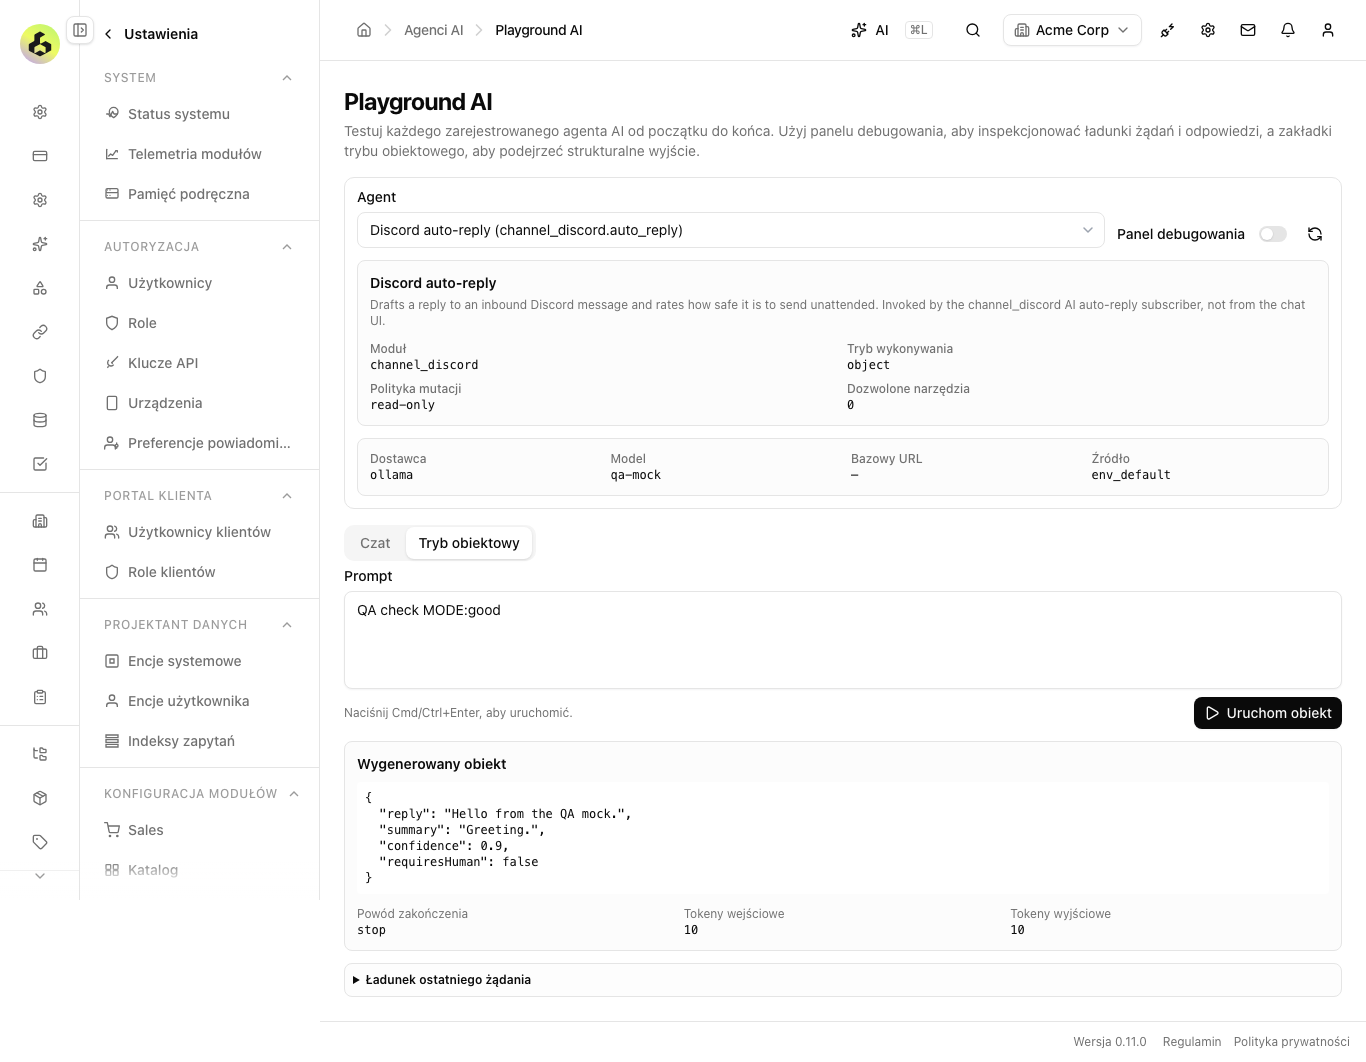 Ustawienia
SYSTEM
Status systemu
Telemetria modułów
Pamięć podręczna
AUTORYZACJA
Użytkownicy
Role
Klucze API
Urządzenia
Preferencje powiadomi...
PORTAL KLIENTA
Użytkownicy klientów
Role klientów
PROJEKTANT DANYCH
Encje systemowe
Encje użytkownika
Indeksy zapytań
KONFIGURACJA MODUŁÓW
Sales
Katalog
Agenci AI
Playground AI
AI
⌘L
Acme Corp
Playground AI
Testuj każdego zarejestrowanego agenta AI od początku do końca. Użyj panelu debugowania, aby inspekcjonować ładunki żądań i odpowiedzi, a zakładki
trybu obiektowego, aby podejrzeć strukturalne wyjście.
Agent
Discord auto-reply (channel_discord.auto_reply)
Panel debugowania
Discord auto-reply
Drafts a reply to an inbound Discord message and rates how safe it is to send unattended. Invoked by the channel_discord AI auto-reply subscriber, not from the chat
UI.
Moduł
channel_discord
Tryb wykonywania
object
Polityka mutacji
read-only
Dozwolone narzędzia
0
Dostawca
ollama
Model
qa-mock
Bazowy URL
—
Źródło
env_default
Czat
Tryb obiektowy
Prompt
QA check MODE:good
Naciśnij Cmd/Ctrl+Enter, aby uruchomić.
Uruchom obiekt
Wygenerowany obiekt
{
  "reply": "Hello from the QA mock.",
  "summary": "Greeting.",
  "confidence": 0.9,
  "requiresHuman": false
}
Powód zakończenia
stop
Tokeny wejściowe
10
Tokeny wyjściowe
10
Ładunek ostatniego żądania
Wersja 0.11.0
Regulamin
Polityka prywatności